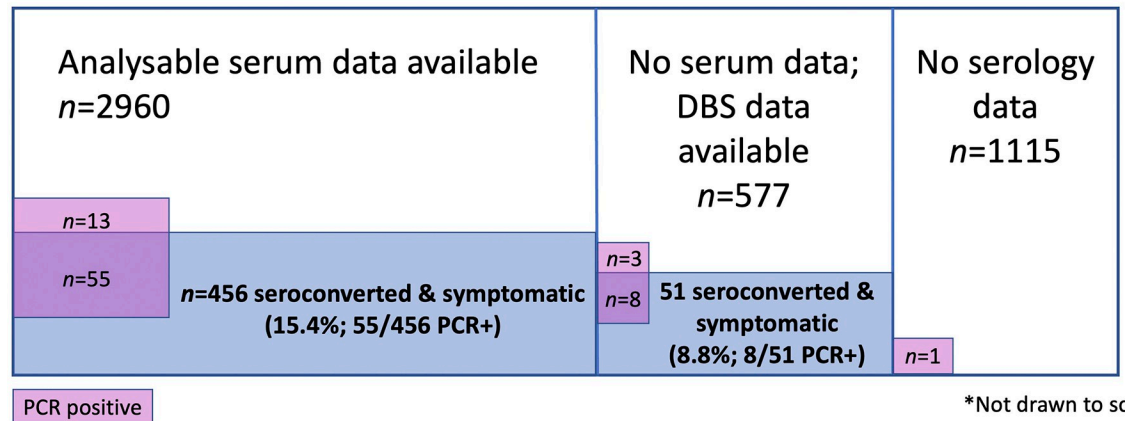 Analysable serum data available
n=2960
No serum data;
DBS data
available
n=577
No serology
data
n=1115
n=13
n=55
n=456 seroconverted & symptomatic
(15.4%; 55/456 PCR+)
n=3
n=8
51 seroconverted &
symptomatic
(8.8%; 8/51 PCR+)
n=1
PCR positive
*Not drawn to